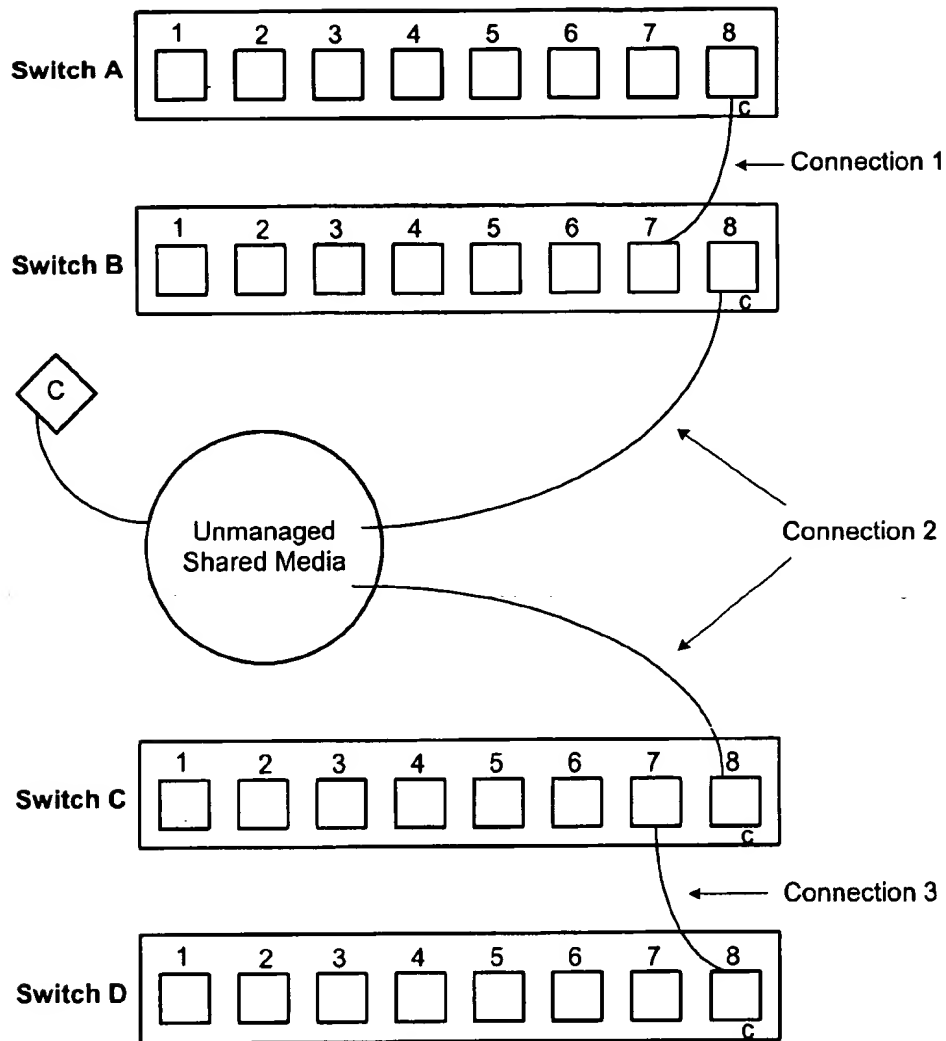 1 2 3 4 5 6 7 8
Switch A
C
Connection 1
1 2 3 4 5 6 7 8
Switch B
C
C
Unmanaged
Shared Media
Connection 2
1 2 3 4 5 6 7 8
Switch C
C
Connection 3
1 2 3 4 5 6 7 8
Switch D
C